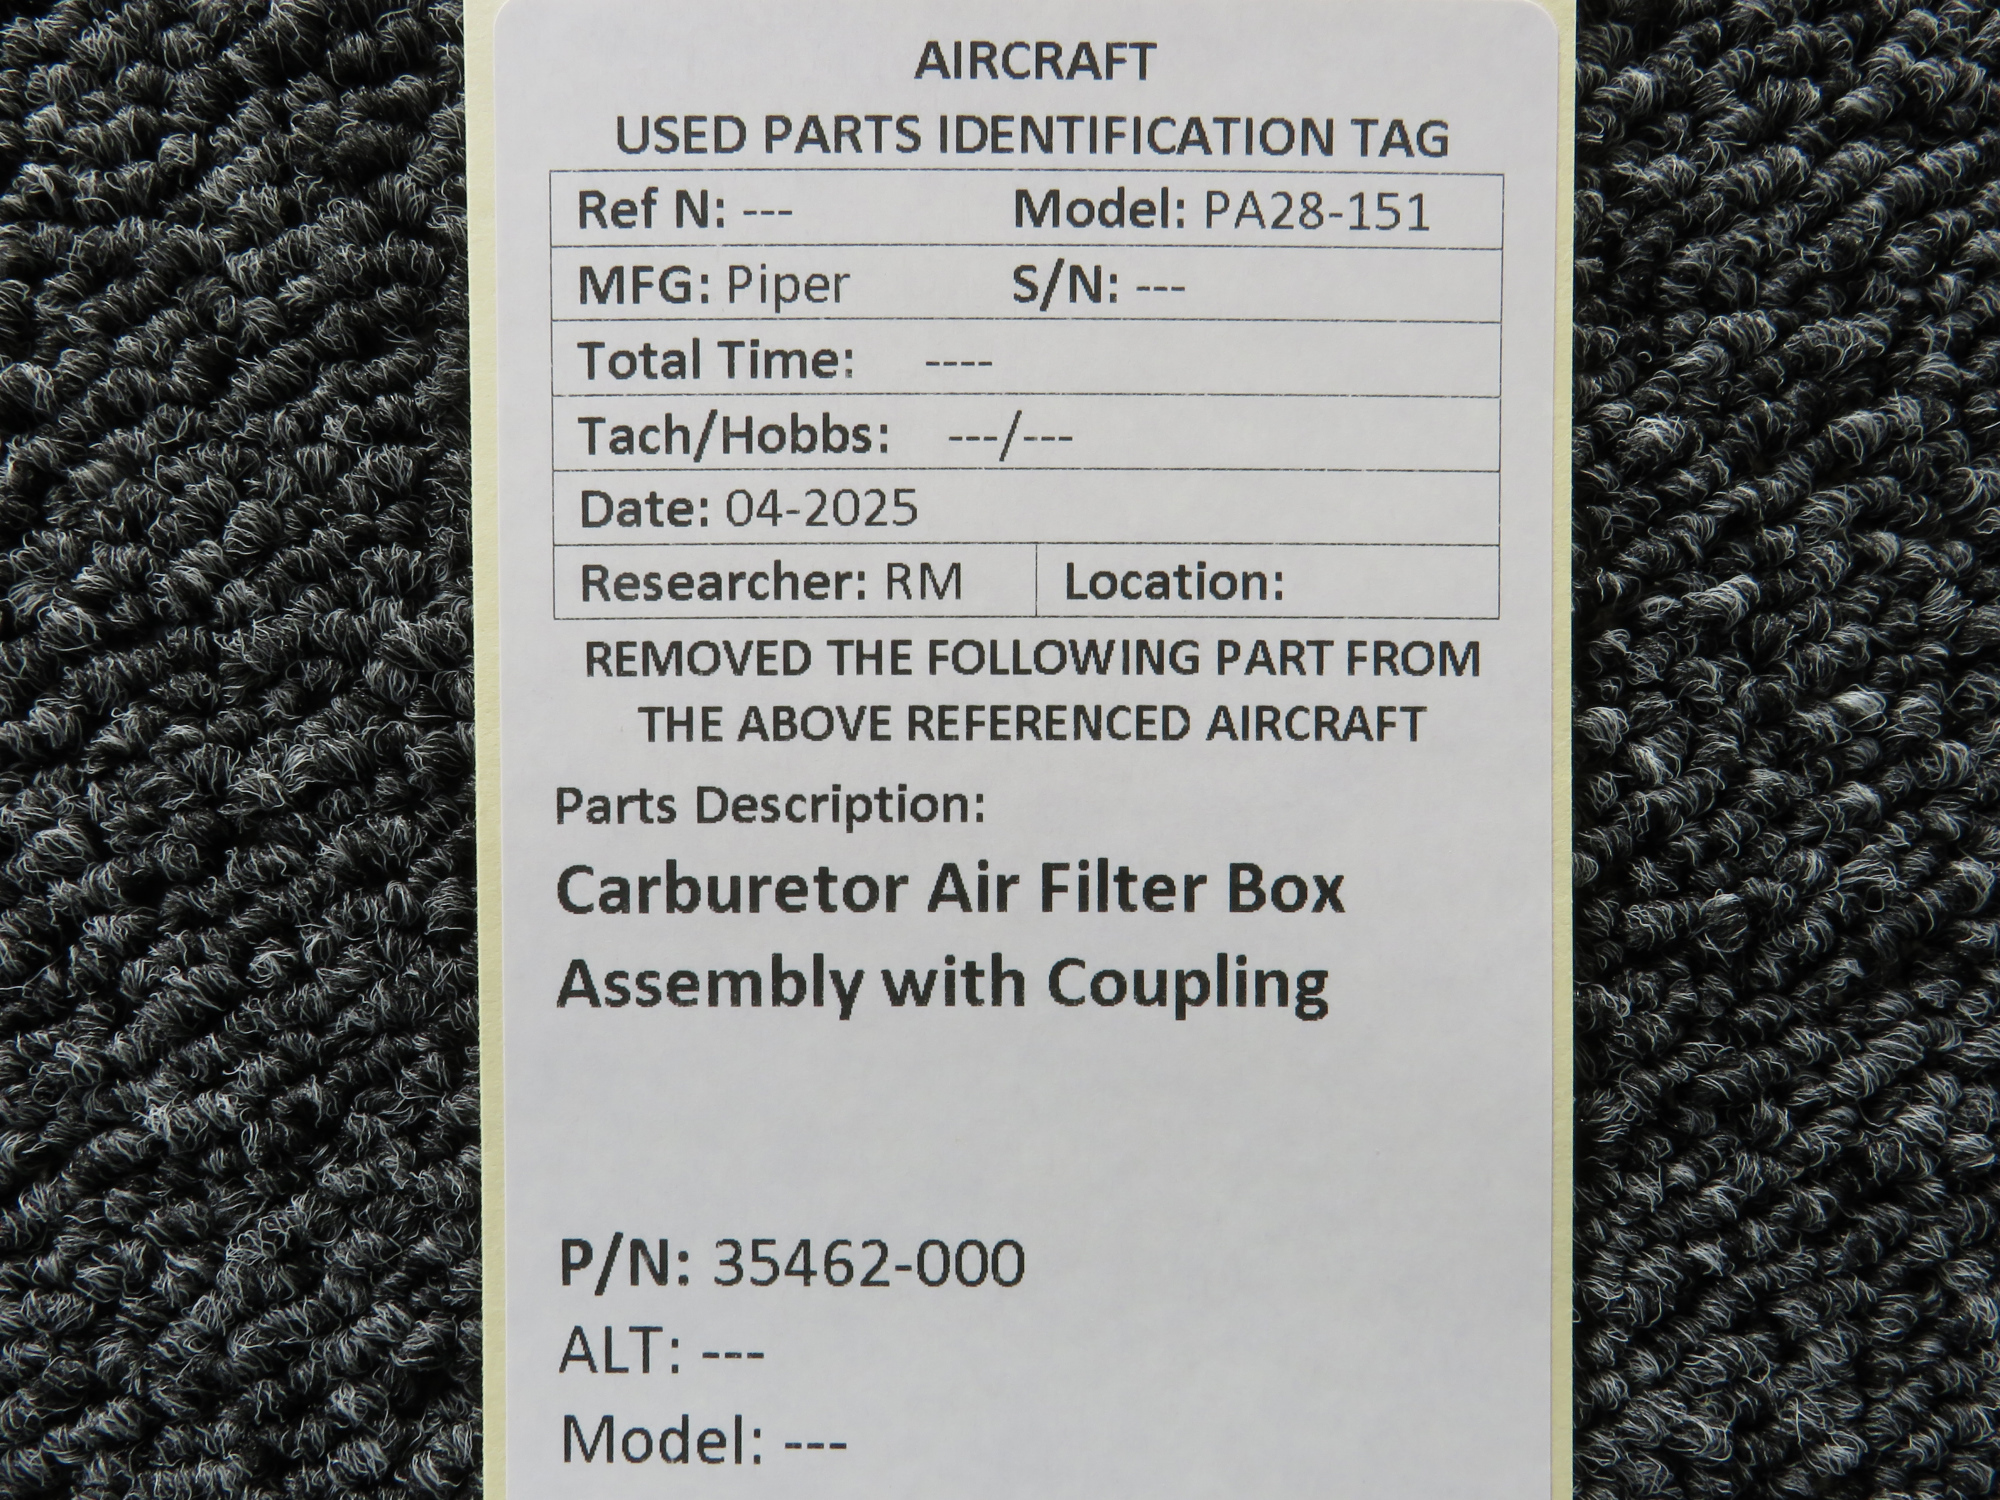 AIRCRAFT
USED PARTS IDENTIFICATION TAG
Ref N: --- Model: PA28-151
MFG: Piper S/N: ---
Total Time: ----
Tach/Hobbs: ---/---
Date: 04-2025
Researcher: RM Location:
REMOVED THE FOLLOWING PART FROM
THE ABOVE REFERENCED AIRCRAFT
Parts Description:
Carburetor Air Filter Box
Assembly with Coupling
P/N: 35462-000
ALT: ---
Model: ---